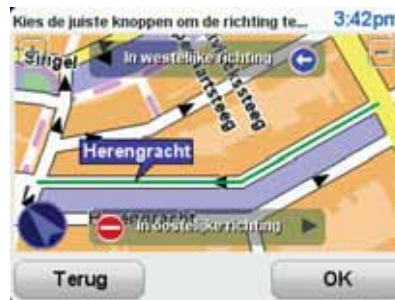 Kies de juiste knoppen om de richting te...
3:42pm
Singel
In westelijke richting
Herengracht
In oostelijke richting
Terug
OK